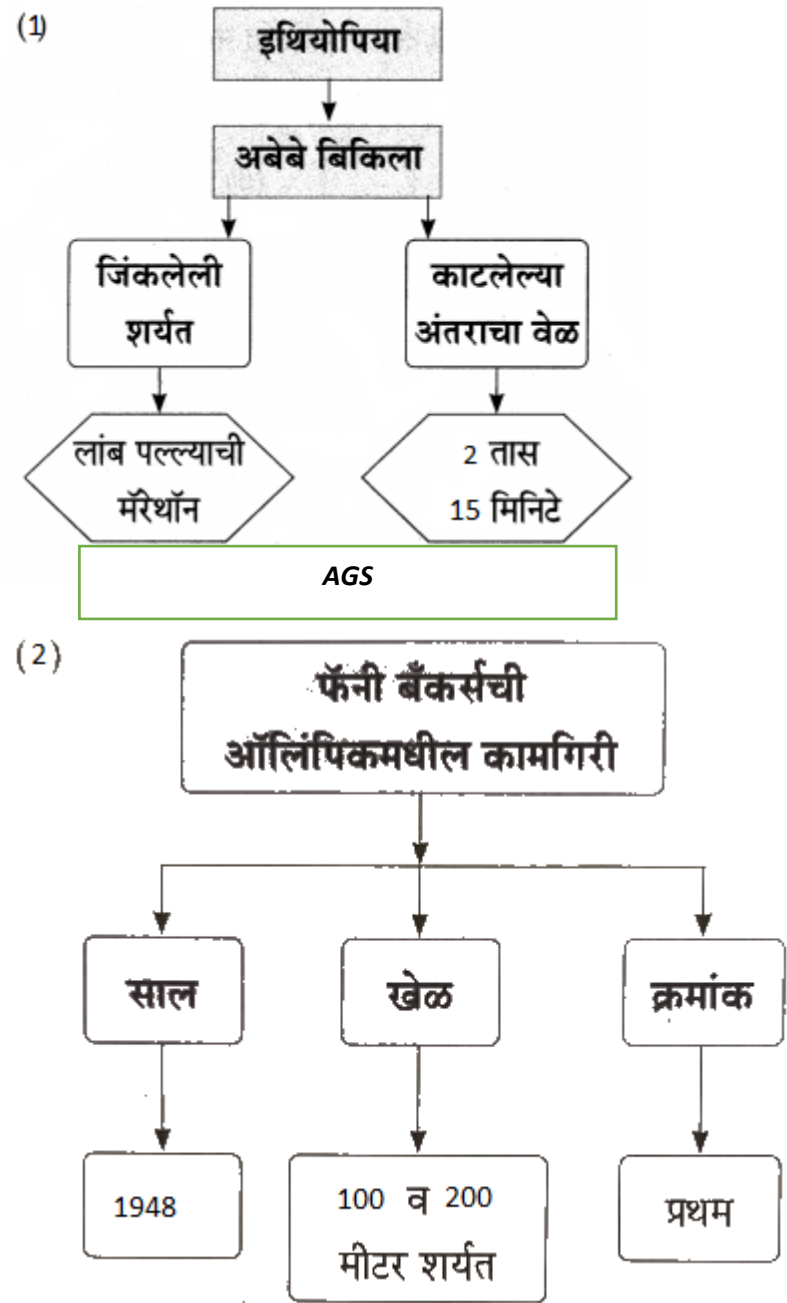 (1)
इथियोपिया
अबेबे बिकिला
जिंकलेली
शर्यत
काटलेल्या
अंतराचा वेळ
लांब पल्ल्याची
मॅरेथॉन
2 तास
15 मिनिटे
AGS
(2)
फॅनी बँकर्सची
ऑलिंपिकमधील कामगिरी
साल
खेळ
क्रमांक
1948
100 व 200
मीटर शर्यत
प्रथम